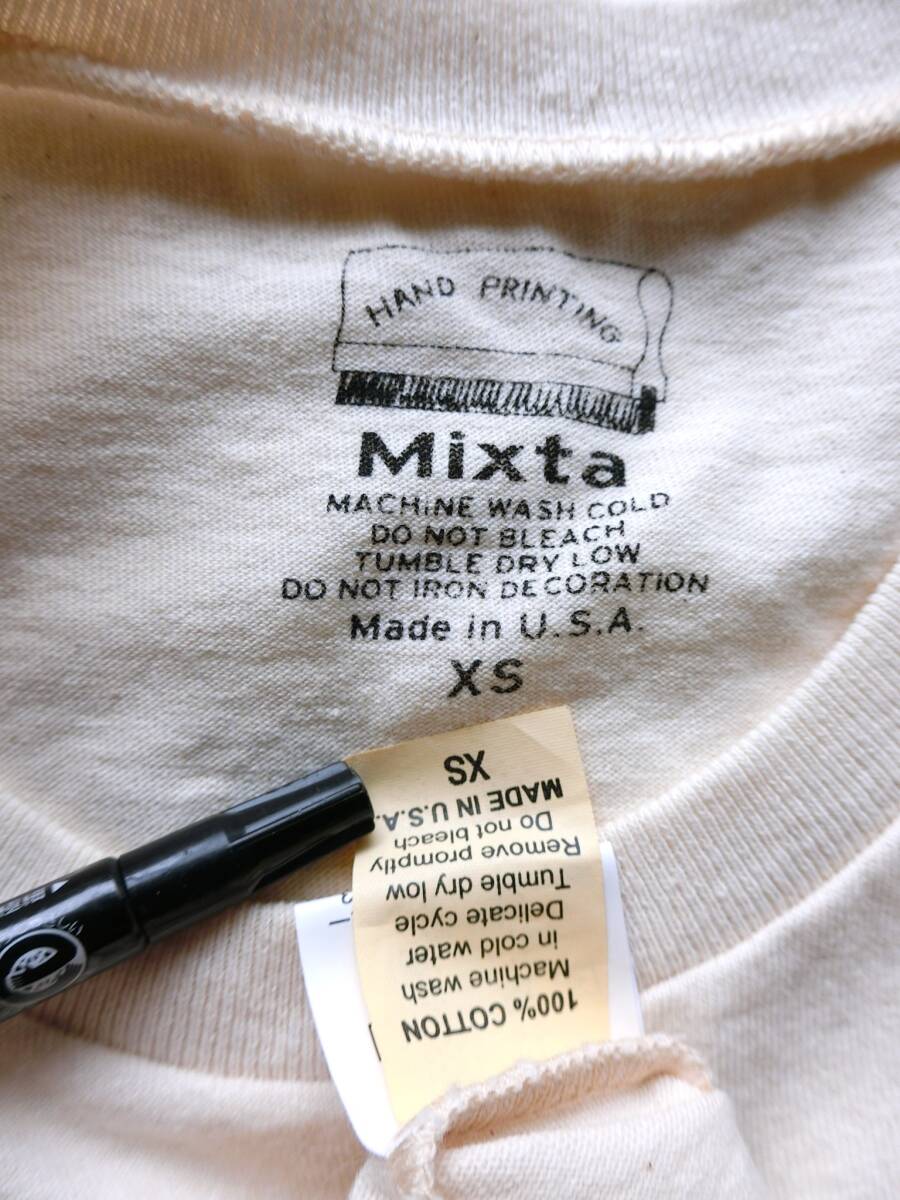 HAND PRINTING
Mixta
MACHINE WASH COLD
DO NOT BLEACH
TUMBLE DRY LOW
DO NOT IRON DECORATION
Made in U.S.A.
XS
100% COTTON
Machine wash
in cold water
Delicate cycle
Tumble dry low
Remove promptly
Do not bleach
MADE IN U.S.A.
XS